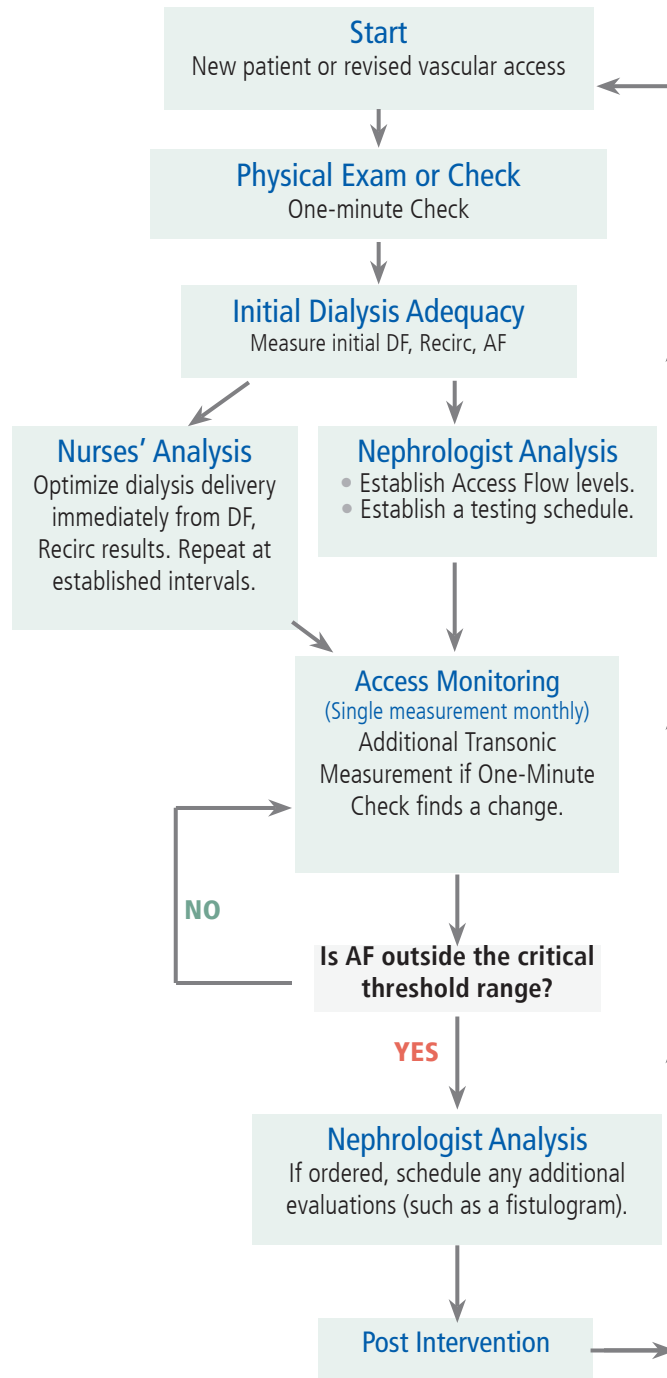 Start
New patient or revised vascular access
Physical Exam or Check
One-minute Check
Initial Dialysis Adequacy
Measure initial DF, Recirc, AF
Nurses’ Analysis
Optimize dialysis delivery
immediately from DF,
Recirc results. Repeat at
established intervals.
Nephrologist Analysis
• Establish Access Flow levels.
• Establish a testing schedule.
Access Monitoring
(Single measurement monthly)
Additional Transonic
Measurement if One-Minute
Check finds a change.
NO
Is AF outside the critical
threshold range?
YES
Nephrologist Analysis
If ordered, schedule any additional
evaluations (such as a fistulogram).
Post Intervention